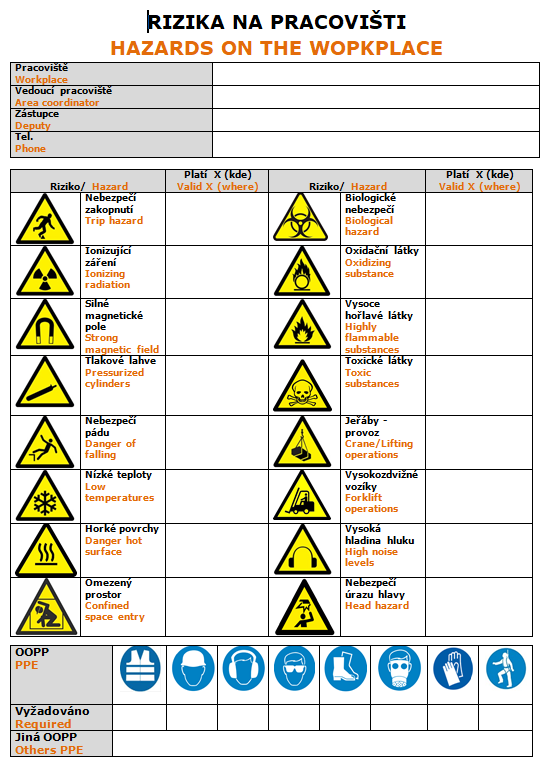 RIZIKA NA PRACOVIŠTI
HAZARDS ON THE WOPKPLACE
Pracoviště
Workplace
Vedoucí pracoviště
Area coordinator
Zástupce
Deputy
Tel.
Phone
Riziko/ Hazard
Platí X (kde)
Valid X (where)
Riziko/ Hazard
Platí X (kde)
Valid X (where)
Nebezpečí
zakopnutí
Trip hazard
Biologické
nebezpečí
Biological
hazard
Ionizující
záření
Ionizing
radiation
Oxidační látky
Oxidizing
substance
Silné
magnetické
pole
Strong
magnetic field
Vysoce
hořlavé látky
Highly
flammable
substances
Tlakové lahve
Pressurized
cylinders
Toxické látky
Toxic
substances
Nebezpečí
pádu
Danger of
falling
Jeřáby -
provoz
Crane/Lifting
operations
Nízké teploty
Low
temperatures
Vysokozdvižné
vozíky
Forklift
operations
Horké povrchy
Danger hot
surface
Vysoká
hladina hluku
High noise
levels
Omezený
prostor
Confined
space entry
Nebezpečí
úrazu hlavy
Head hazard
OOPP
PPE
Vyžadováno
Required
Jiná OOPP
Others PPE